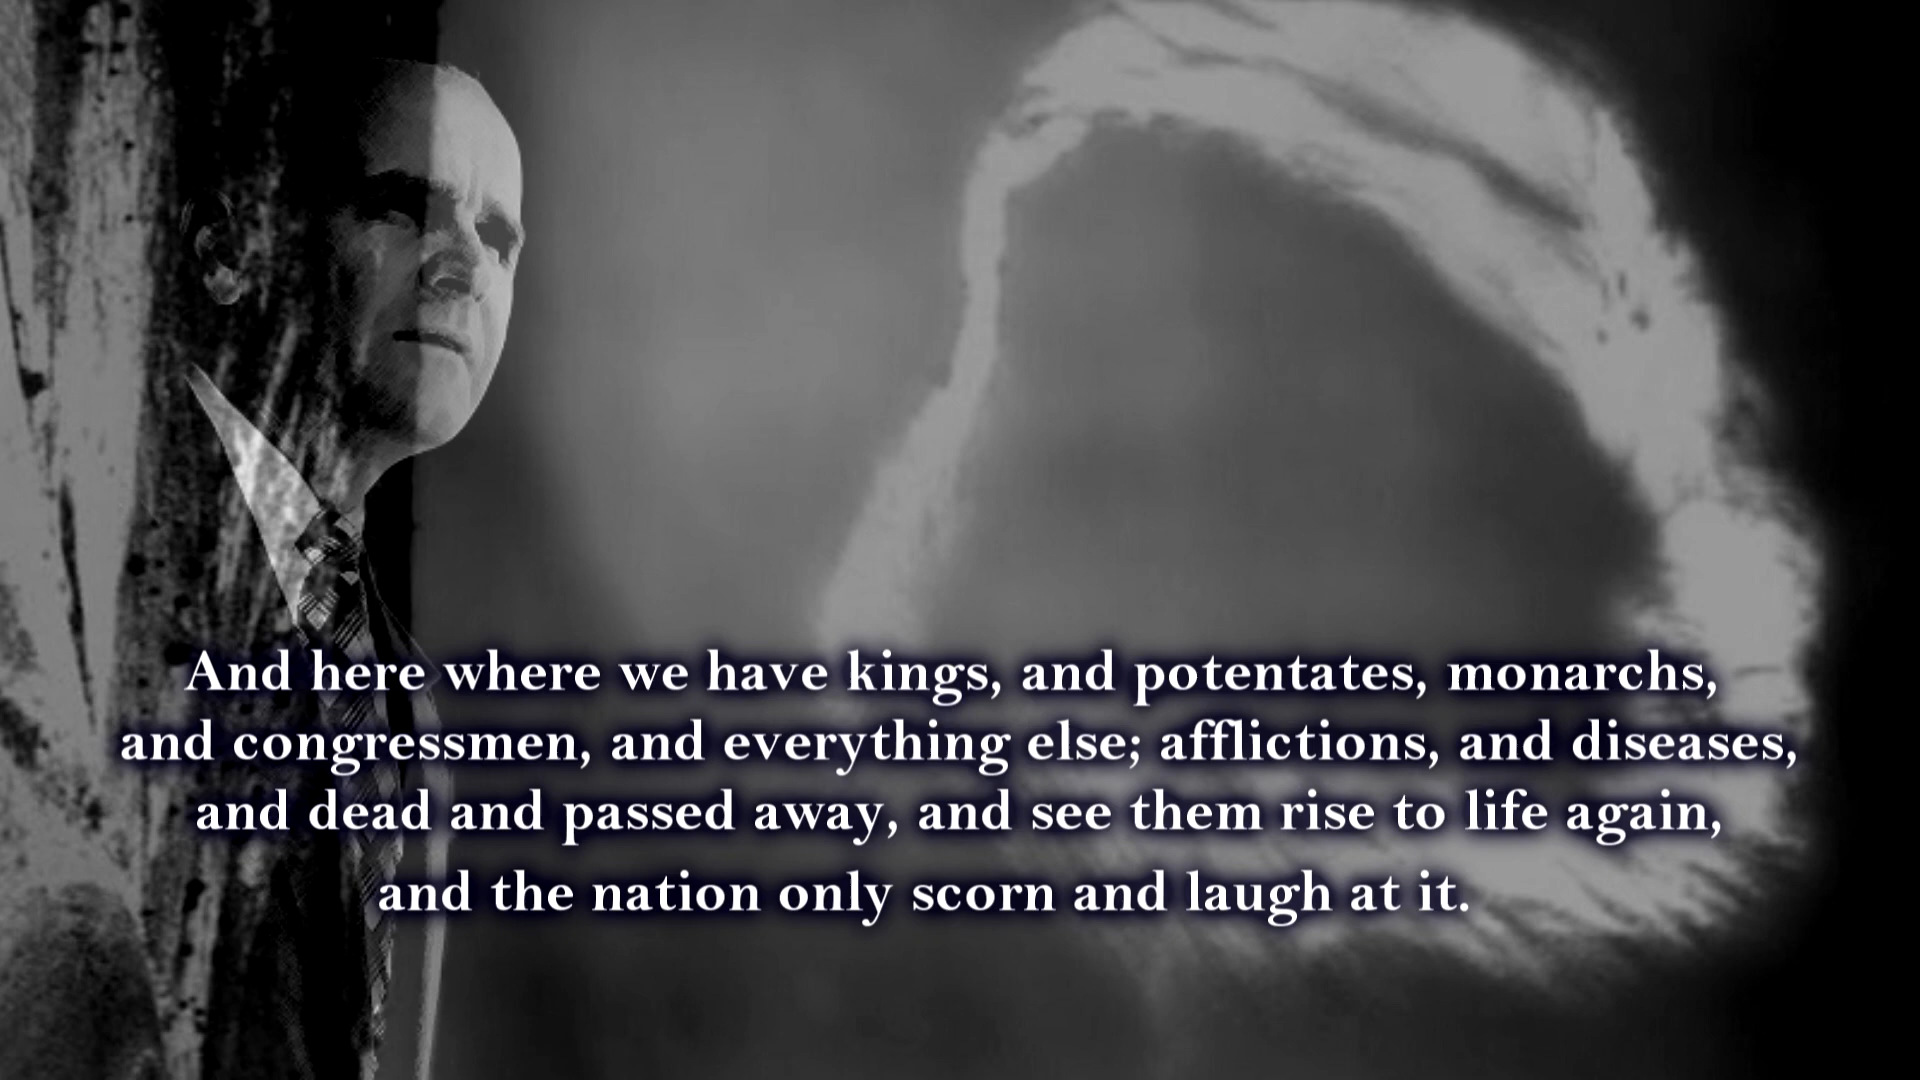 And here where we have kings, and potentates, monarchs,
and congressmen, and everything else; afflictions, and diseases,
and dead and passed away, and see them rise to life again,
and the nation only scorn and laugh at it.